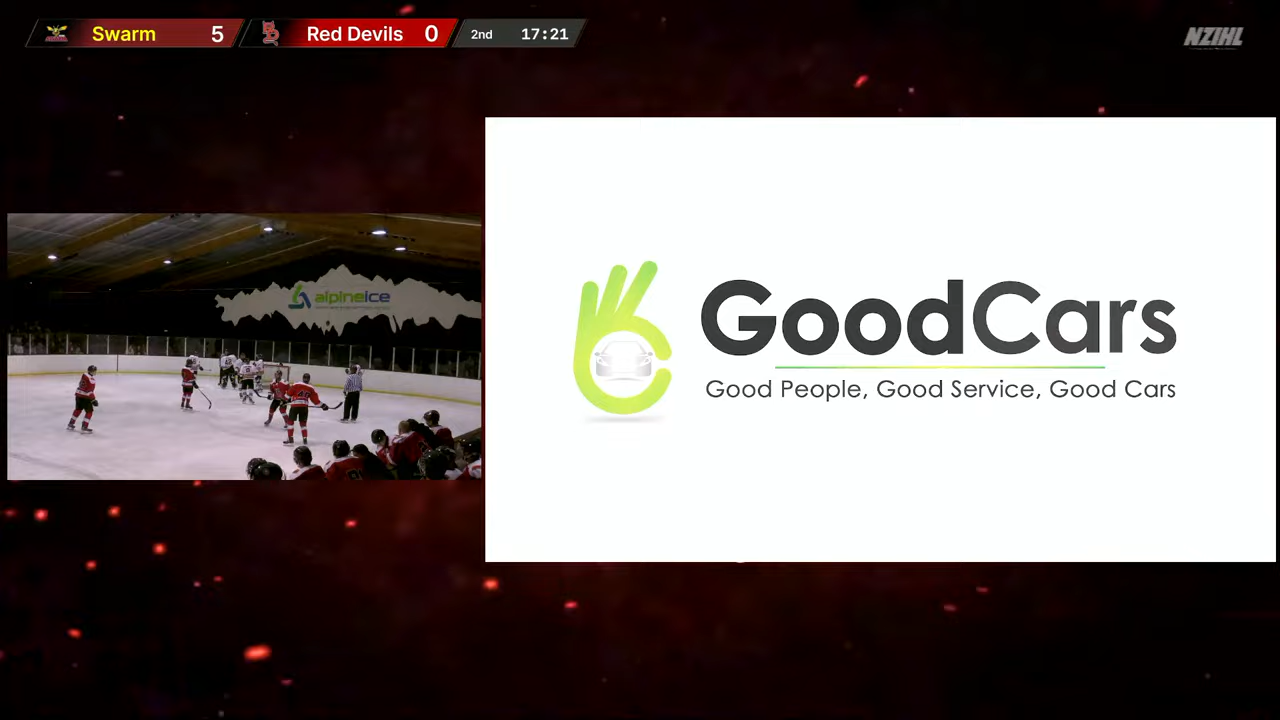 Swarm 5 Red Devils 0 2nd 17:21
NZIHL
alpineice
GoodCars
Good People, Good Service, Good Cars